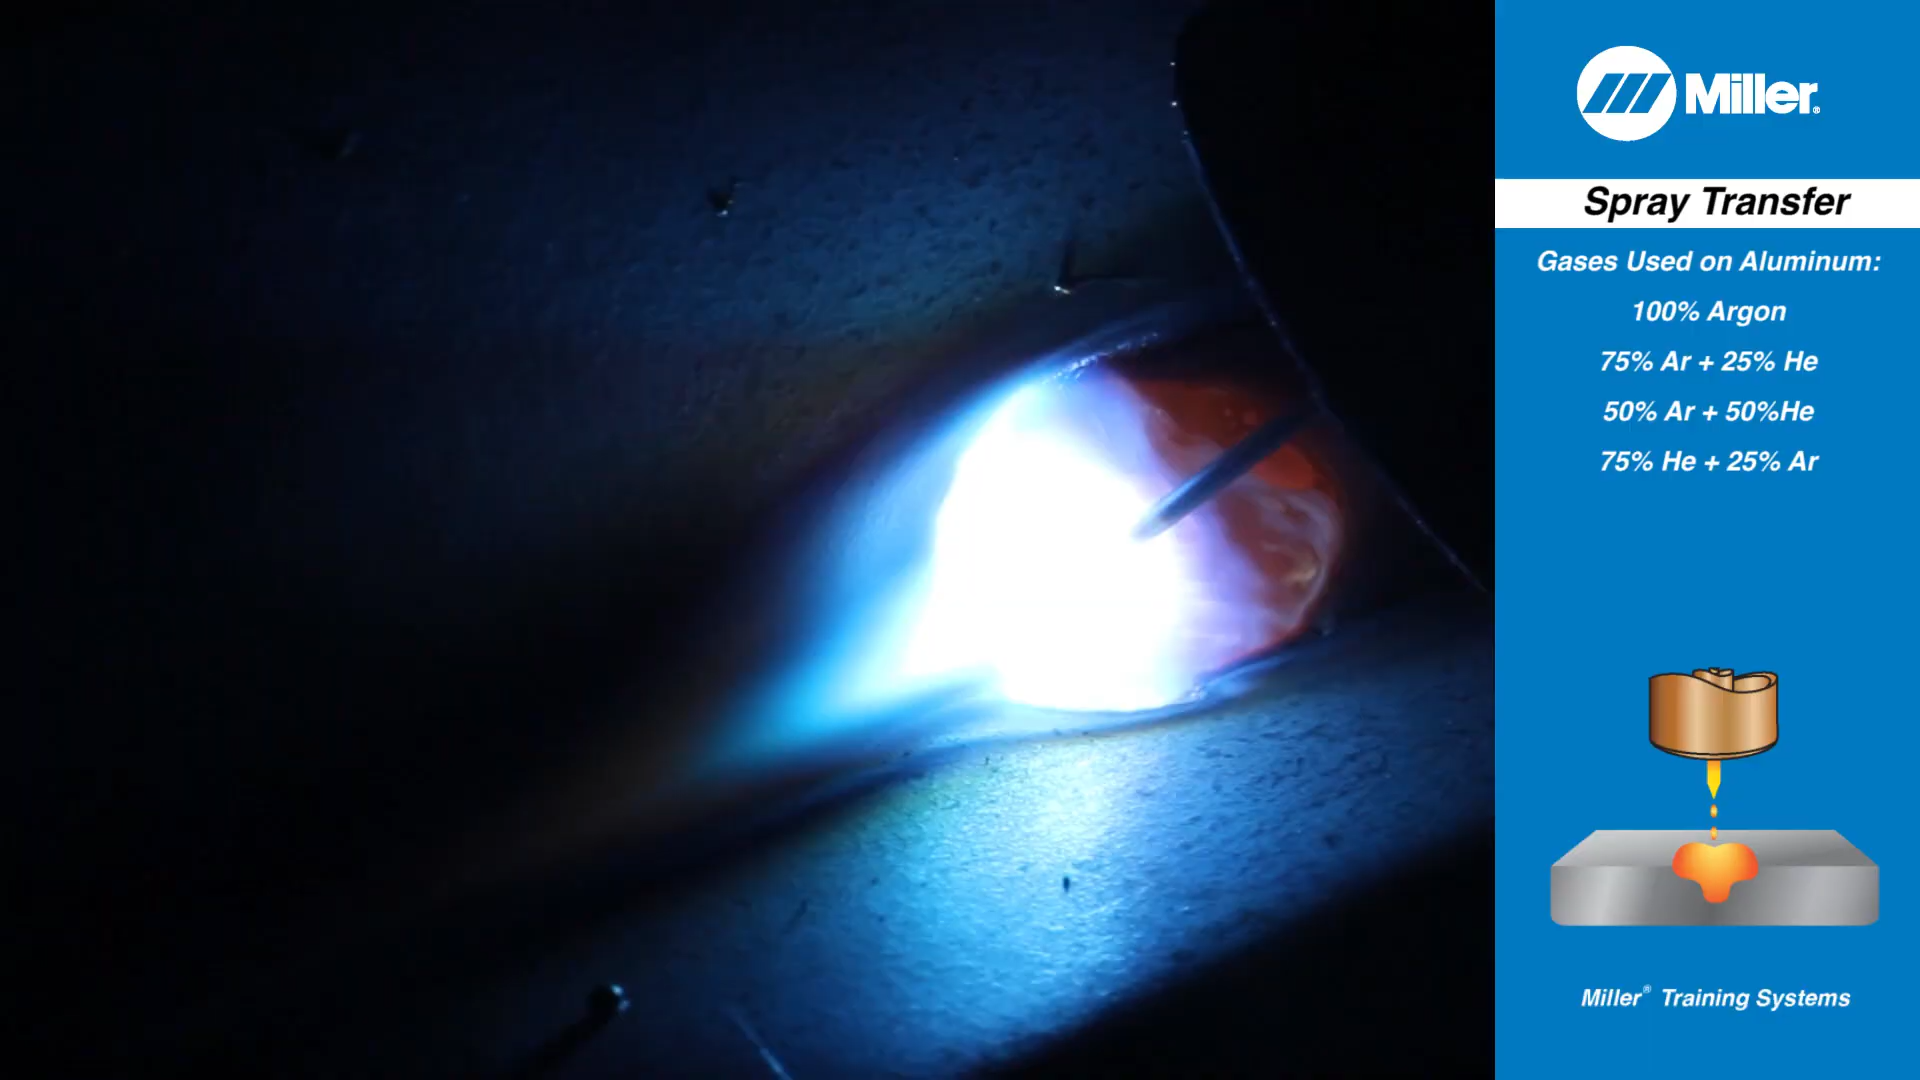 Miller®
Spray Transfer
Gases Used on Aluminum:
100% Argon
75% Ar + 25% He
50% Ar + 50%He
75% He + 25% Ar
Miller® Training Systems